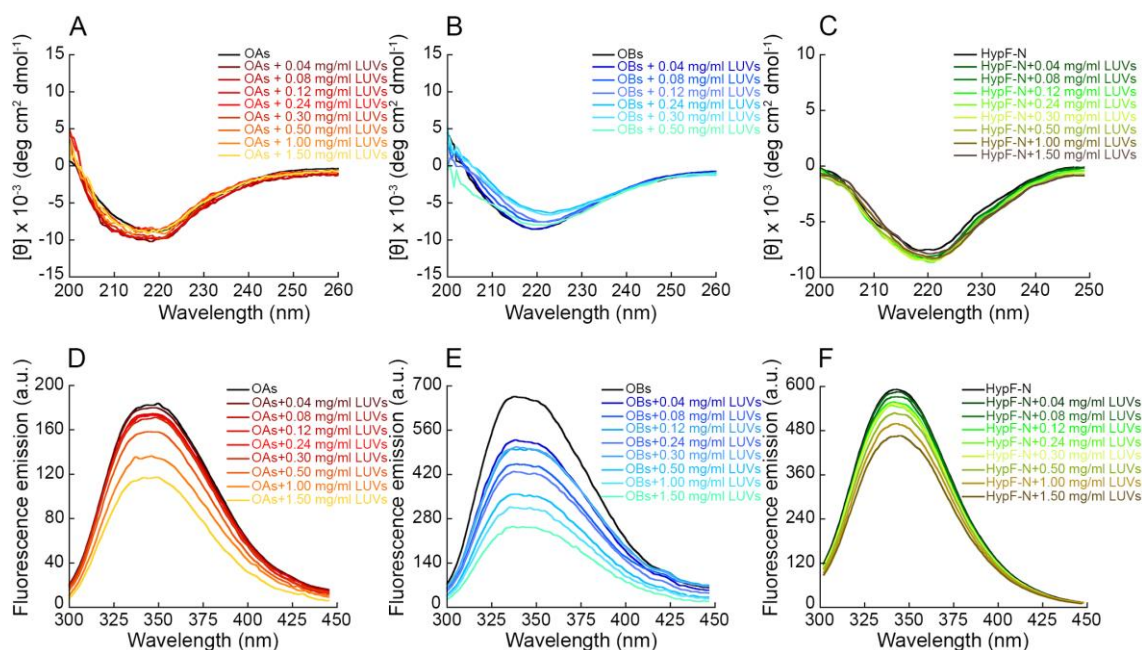 A
15
10
5
0
-5
-10
-15
[θ] x 10⁻³ (deg cm² dmol⁻¹)
200 210 220 230 240 250 260
Wavelength (nm)
OAs
OAs + 0.04 mg/ml LUVs
OAs + 0.08 mg/ml LUVs
OAs + 0.12 mg/ml LUVs
OAs + 0.24 mg/ml LUVs
OAs + 0.30 mg/ml LUVs
OAs + 0.50 mg/ml LUVs
OAs + 1.00 mg/ml LUVs
OAs + 1.50 mg/ml LUVs
B
15
10
5
0
-5
-10
-15
[θ] x 10⁻³ (deg cm² dmol⁻¹)
200 210 220 230 240 250 260
Wavelength (nm)
OBs
OBs + 0.04 mg/ml LUVs
OBs + 0.08 mg/ml LUVs
OBs + 0.12 mg/ml LUVs
OBs + 0.24 mg/ml LUVs
OBs + 0.30 mg/ml LUVs
OBs + 0.50 mg/ml LUVs
C
10
5
0
-5
-10
[θ] x 10⁻³ (deg cm² dmol⁻¹)
200 210 220 230 240 250
Wavelength (nm)
HypF-N
HypF-N+0.04 mg/ml LUVs
HypF-N+0.08 mg/ml LUVs
HypF-N+0.12 mg/ml LUVs
HypF-N+0.24 mg/ml LUVs
HypF-N+0.30 mg/ml LUVs
HypF-N+0.50 mg/ml LUVs
HypF-N+1.00 mg/ml LUVs
HypF-N+1.50 mg/ml LUVs
D
200
160
120
80
40
0
Fluorescence emission (a.u.)
300 325 350 375 400 425 450
Wavelength (nm)
OAs
OAs+0.04 mg/ml LUVs
OAs+0.08 mg/ml LUVs
OAs+0.12 mg/ml LUVs
OAs+0.24 mg/ml LUVs
OAs+0.30 mg/ml LUVs
OAs+0.50 mg/ml LUVs
OAs+1.00 mg/ml LUVs
OAs+1.50 mg/ml LUVs
E
700
560
420
280
140
0
Fluorescence emission (a.u.)
300 325 350 375 400 425 450
Wavelength (nm)
OBs
OBs+0.04 mg/ml LUVs
OBs+0.08 mg/ml LUVs
OBs+0.12 mg/ml LUVs
OBs+0.24 mg/ml LUVs
OBs+0.30 mg/ml LUVs
OBs+0.50 mg/ml LUVs
OBs+1.00 mg/ml LUVs
OBs+1.50 mg/ml LUVs
F
600
480
360
240
120
0
Fluorescence emission (a.u.)
300 325 350 375 400 425 450
Wavelength (nm)
HypF-N
HypF-N+0.04 mg/ml LUVs
HypF-N+0.08 mg/ml LUVs
HypF-N+0.12 mg/ml LUVs
HypF-N+0.24 mg/ml LUVs
HypF-N+0.30 mg/ml LUVs
HypF-N+0.50 mg/ml LUVs
HypF-N+1.00 mg/ml LUVs
HypF-N+1.50 mg/ml LUVs